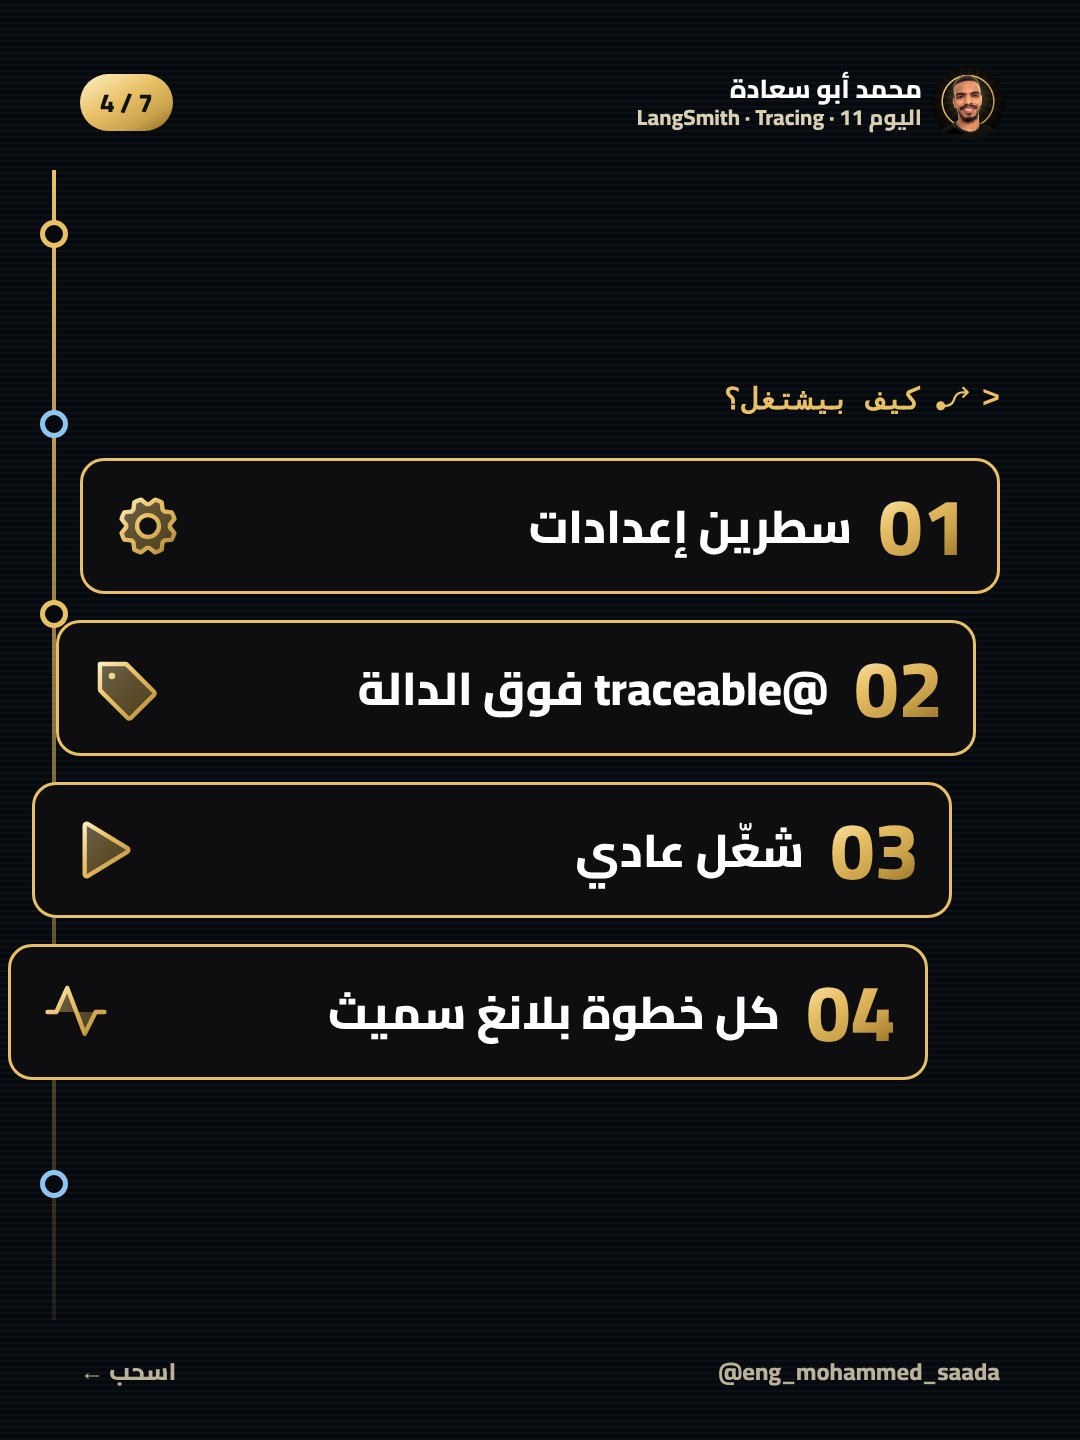 محمد أبو سعادة
اليوم 11 · LangSmith · Tracing
4 / 7
> كيف بيشتغل؟
01 سطرين إعدادات
02 @traceable فوق الدالة
03 شغّل عادي
04 كل خطوة بلانغ سميث
@eng_mohammed_saada
اسحب ←